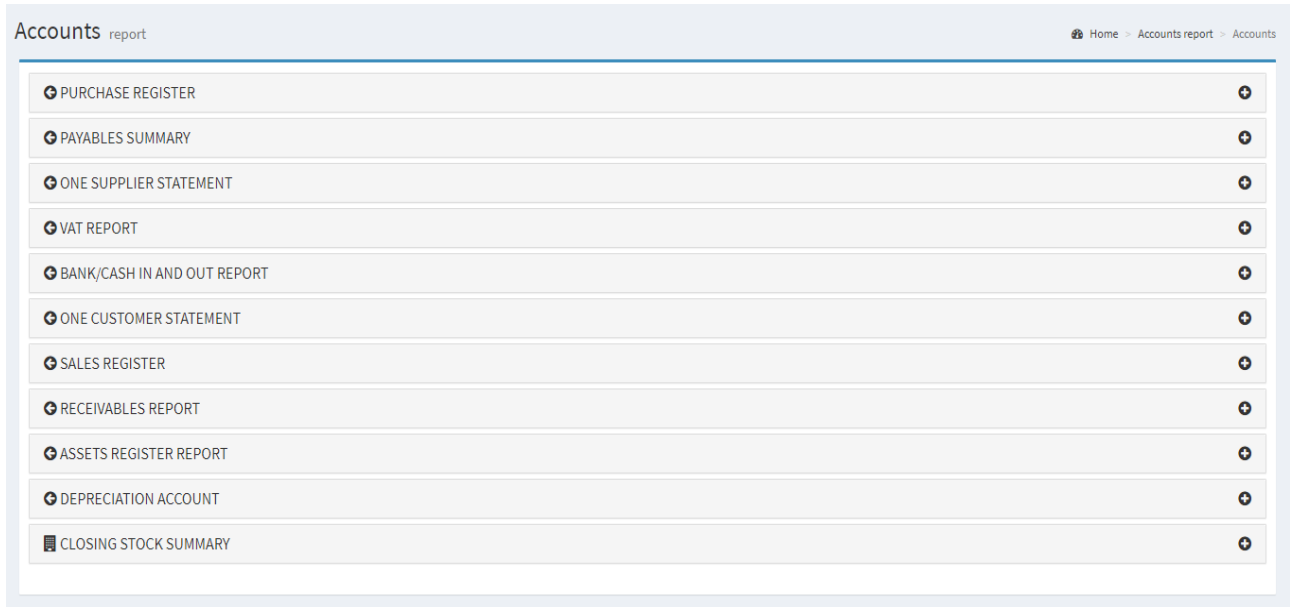 Accounts report
Home > Accounts report > Accounts
PURCHASE REGISTER
PAYABLES SUMMARY
ONE SUPPLIER STATEMENT
VAT REPORT
BANK/CASH IN AND OUT REPORT
ONE CUSTOMER STATEMENT
SALES REGISTER
RECEIVABLES REPORT
ASSETS REGISTER REPORT
DEPRECIATION ACCOUNT
CLOSING STOCK SUMMARY